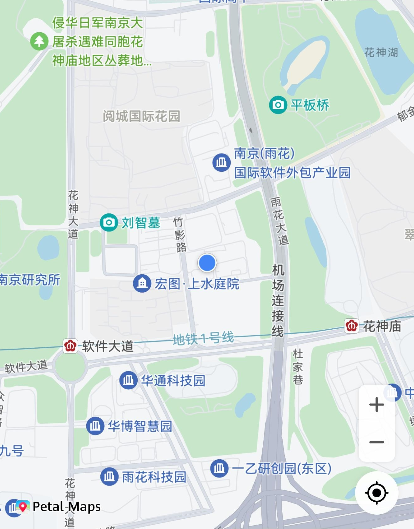 侵华日军南京大
屠杀遇难同胞花
神庙地区丛葬地...
花神湖
平板桥
阅城国际花园
郁金
南京(雨花)
国际软件外包产业园
花神大道
刘智墓
竹影路
雨花大道
翠
南京研究所
宏图·上水庭院
机场连接线
地铁1号线
花神庙
软件大道
软件大道
杜家巷
华通科技园
中
华博智慧园
九号
雨花科技园
一乙研创园(东区)
花神大道
Petal Maps